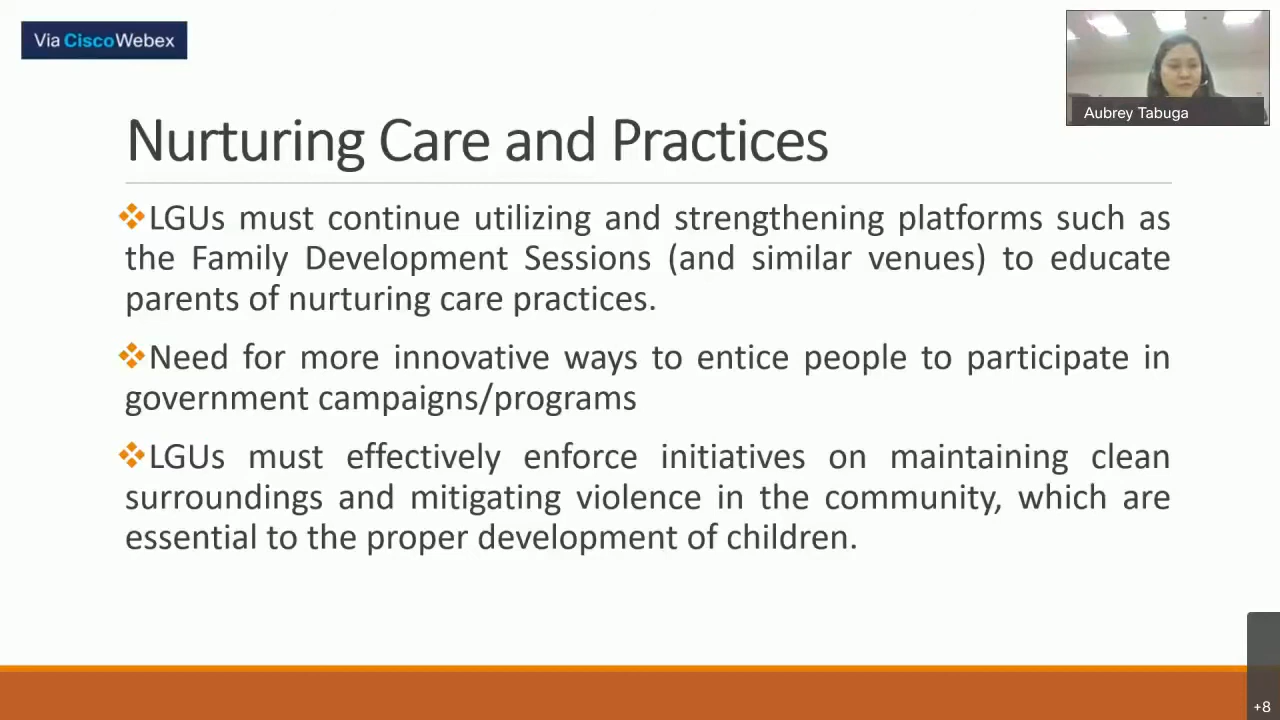 Via CiscoWebex
Aubrey Tabuga
Nurturing Care and Practices
LGUs must continue utilizing and strengthening platforms such as
the Family Development Sessions (and similar venues) to educate
parents of nurturing care practices.
Need for more innovative ways to entice people to participate in
government campaigns/programs
LGUs must effectively enforce initiatives on maintaining clean
surroundings and mitigating violence in the community, which are
essential to the proper development of children.
+8